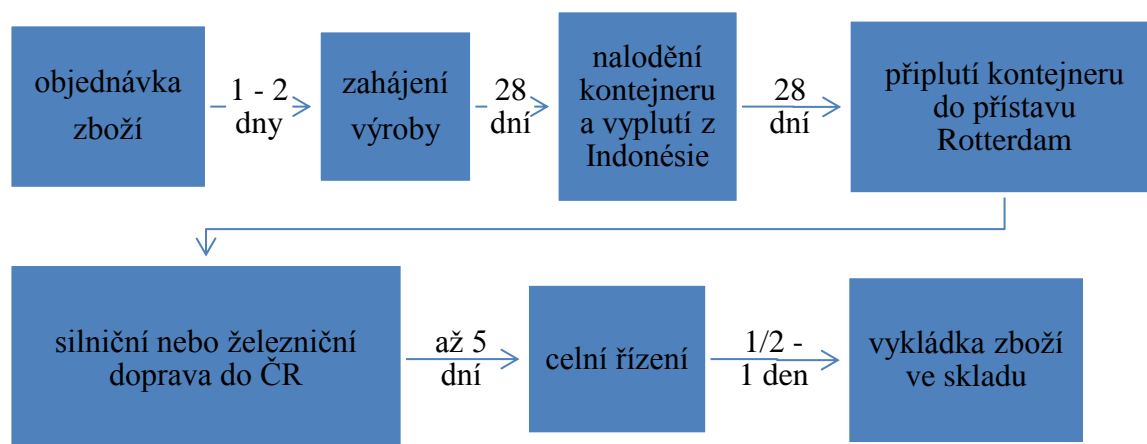 objednávka
zboží
1 - 2
dny
zahájení
výroby
28
dní
nalodění
kontejneru
a vyplutí z
Indonésie
28
dní
připlutí kontejneru
do přístavu
Rotterdam
silniční nebo železniční
doprava do ČR
až 5
dní
celní řízení
1/2 -
1 den
vykládka zboží
ve skladu